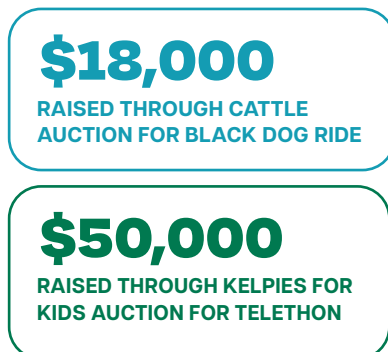 $18,000
RAISED THROUGH CATTLE
AUCTION FOR BLACK DOG RIDE
$50,000
RAISED THROUGH KELPIES FOR
KIDS AUCTION FOR TELETHON